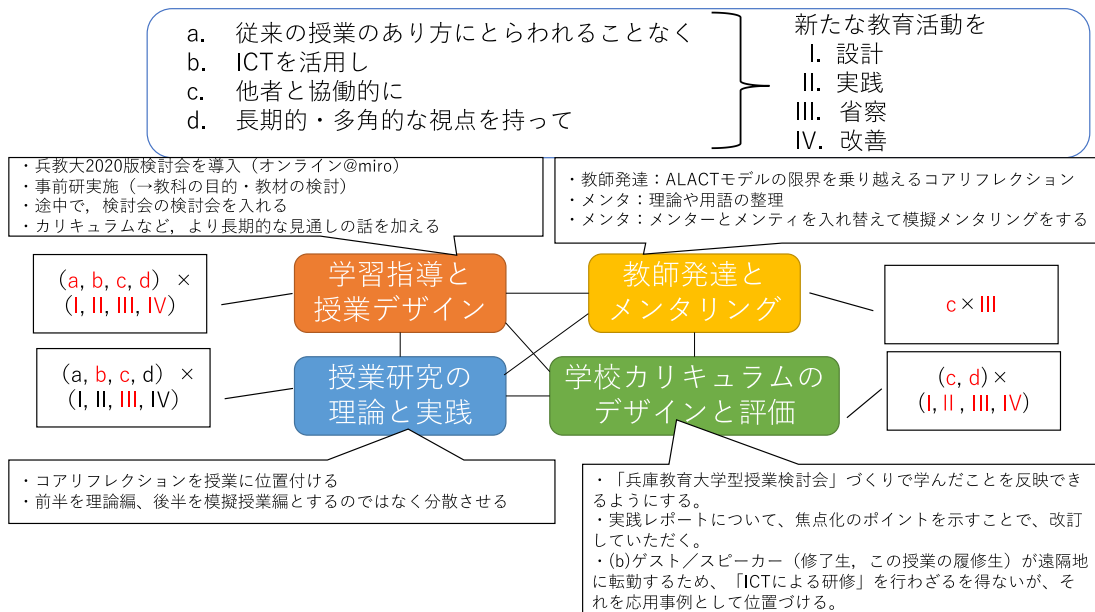 a. 従来の授業のあり方にとらわれることなく
b. ICTを活用し
c. 他者と協働的に
d. 長期的・多角的な視点を持って
新たな教育活動を
I. 設計
II. 実践
III. 省察
IV. 改善
・兵教大2020版検討会を導入（オンライン@miro）
・事前研実施（→教科の目的・教材の検討）
・途中で，検討会の検討会を入れる
・カリキュラムなど，より長期的な見通しの話を加える
・教師発達：ALACTモデルの限界を乗り越えるコアリフレクション
・メンタ：理論や用語の整理
・メンタ：メンターとメンティを入れ替えて模擬メンタリングをする
(a, b, c, d) ×
(I, II, III, IV)
学習指導と
授業デザイン
教師発達と
メンタリング
c × III
(a, b, c, d) ×
(I, II, III, IV)
授業研究の
理論と実践
学校カリキュラムの
デザインと評価
(c, d) ×
(I, II , III, IV)
・コアリフレクションを授業に位置付ける
・前半を理論編、後半を模擬授業編とするのではなく分散させる
・「兵庫教育大学型授業検討会」づくりで学んだことを反映でき
るようにする。
・実践レポートについて、焦点化のポイントを示すことで、改訂
していただく。
・(b)ゲスト／スピーカー（修了生，この授業の履修生）が遠隔地
に転勤するため、「ICTによる研修」を行わざるを得ないが、そ
れを応用事例として位置づける。